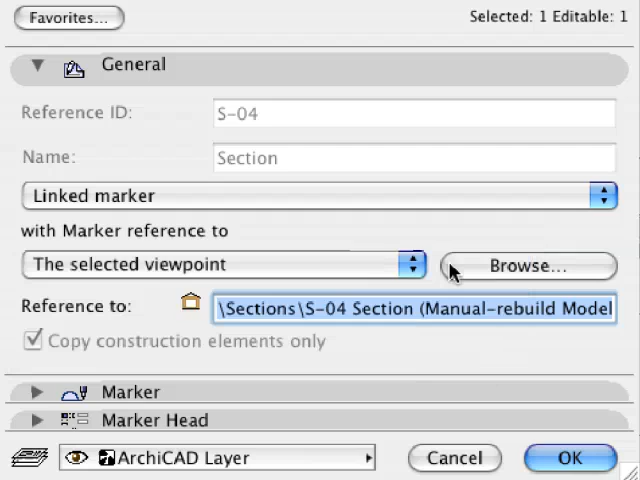 Favorites... Selected: 1 Editable: 1
General
Reference ID: S-04
Name: Section
Linked marker
with Marker reference to
The selected viewpoint Browse...
Reference to: \Sections\S-04 Section (Manual-rebuild Model
Copy construction elements only
Marker
Marker Head
ArchiCAD Layer Cancel OK